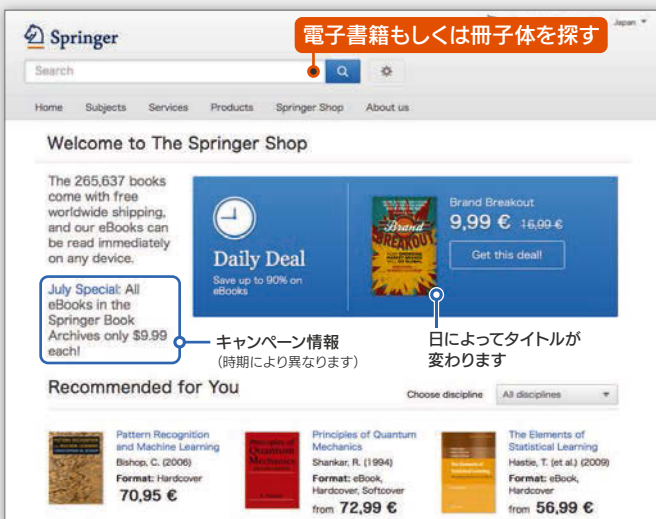 Springer
Japan
電子書籍もしくは冊子体を探す
Search
Home Subjects Services Products Springer Shop About us
Welcome to The Springer Shop
The 265,637 books
come with free
worldwide shipping,
and our eBooks can
be read immediately
on any device.
July Special: All
eBooks in the
Springer Book
Archives only $9.99
each!
Daily Deal
Save up to 90% on
eBooks
Brand
BREAKOUT
Brand Breakout
9,99 € 16,99 €
Get this deal!
キャンペーン情報
（時期により異なります）
日によってタイトルが
変わります
Recommended for You
Choose discipline All disciplines
Pattern Recognition
and Machine Learning
Bishop, C. (2006)
Format: Hardcover
70,95 €
Principles of
Quantum
Mechanics
Principles of Quantum
Mechanics
Shankar, R. (1994)
Format: eBook,
Hardcover, Softcover
from 72,99 €
The Elements of
Statistical Learning
Hastie, T. (et al.) (2009)
Format: eBook,
Hardcover
from 56,99 €